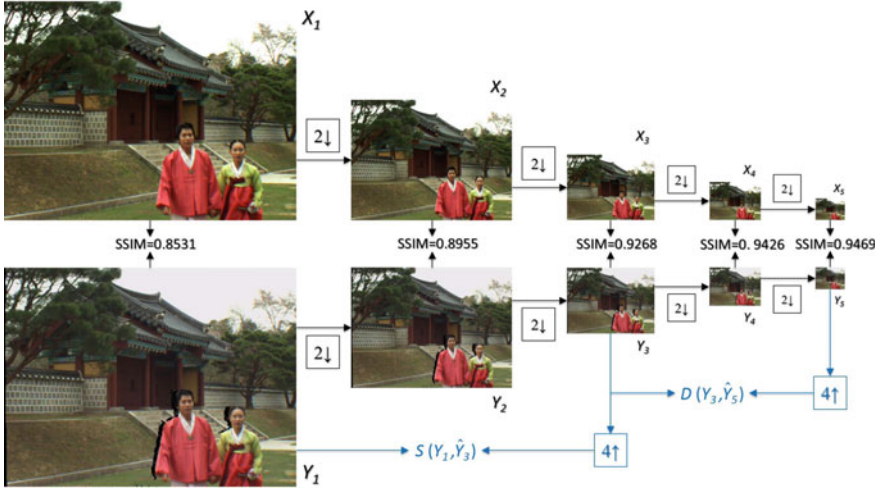 X₁
X₂
X₃
X₄
X₅
2↓
2↓
2↓
2↓
SSIM=0.8531
SSIM=0.8955
SSIM=0.9268
SSIM=0. 9426
SSIM=0.9469
2↓
2↓
2↓
2↓
Y₁
Y₂
Y₃
Y₄
Y₅
S (Y₁,Ŷ₃)
4↑
D (Y₃,Ŷ₅)
4↑